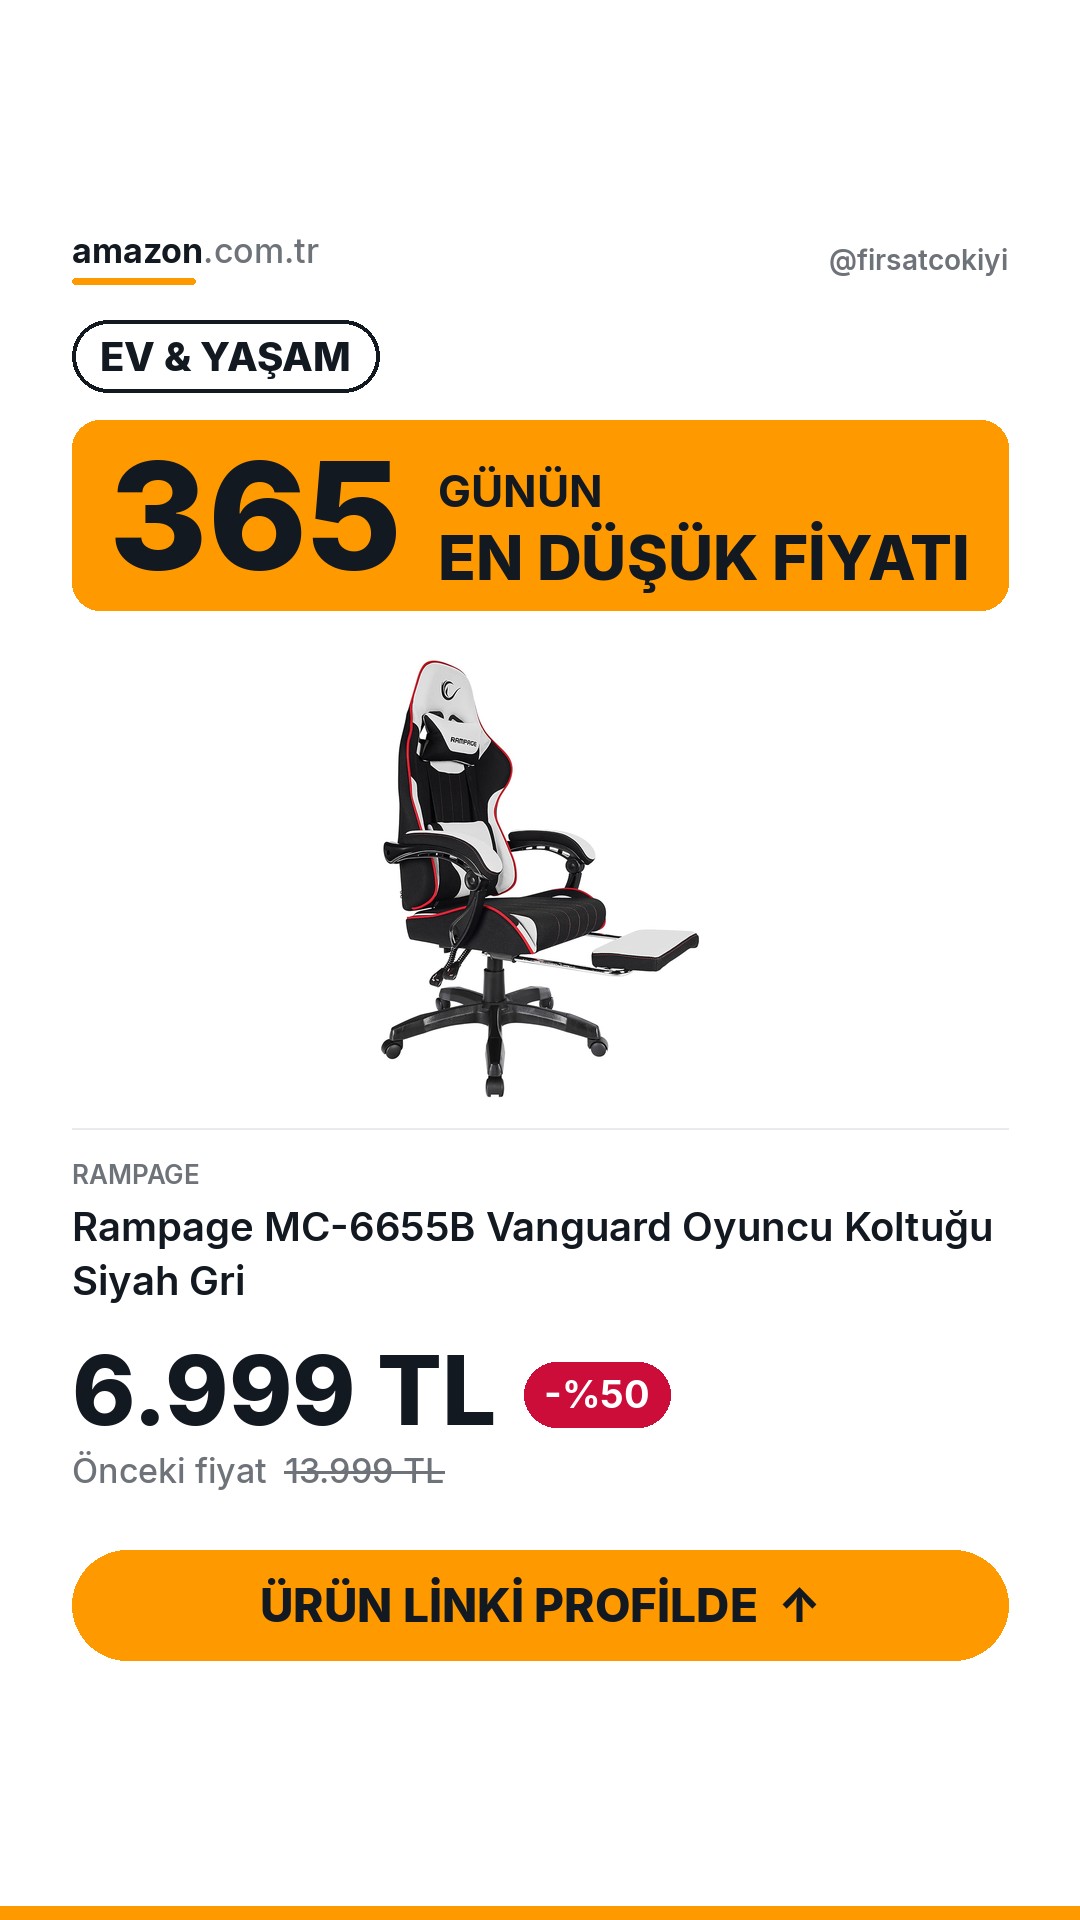 amazon.com.tr
@firsatcokiyi
EV & YAŞAM
365
GÜNÜN
EN DÜŞÜK FİYATI
RAMPAGE
RAMPAGE
Rampage MC-6655B Vanguard Oyuncu Koltuğu
Siyah Gri
6.999 TL
-%50
Önceki fiyat 13.999 TL
ÜRÜN LİNKİ PROFİLDE ↑